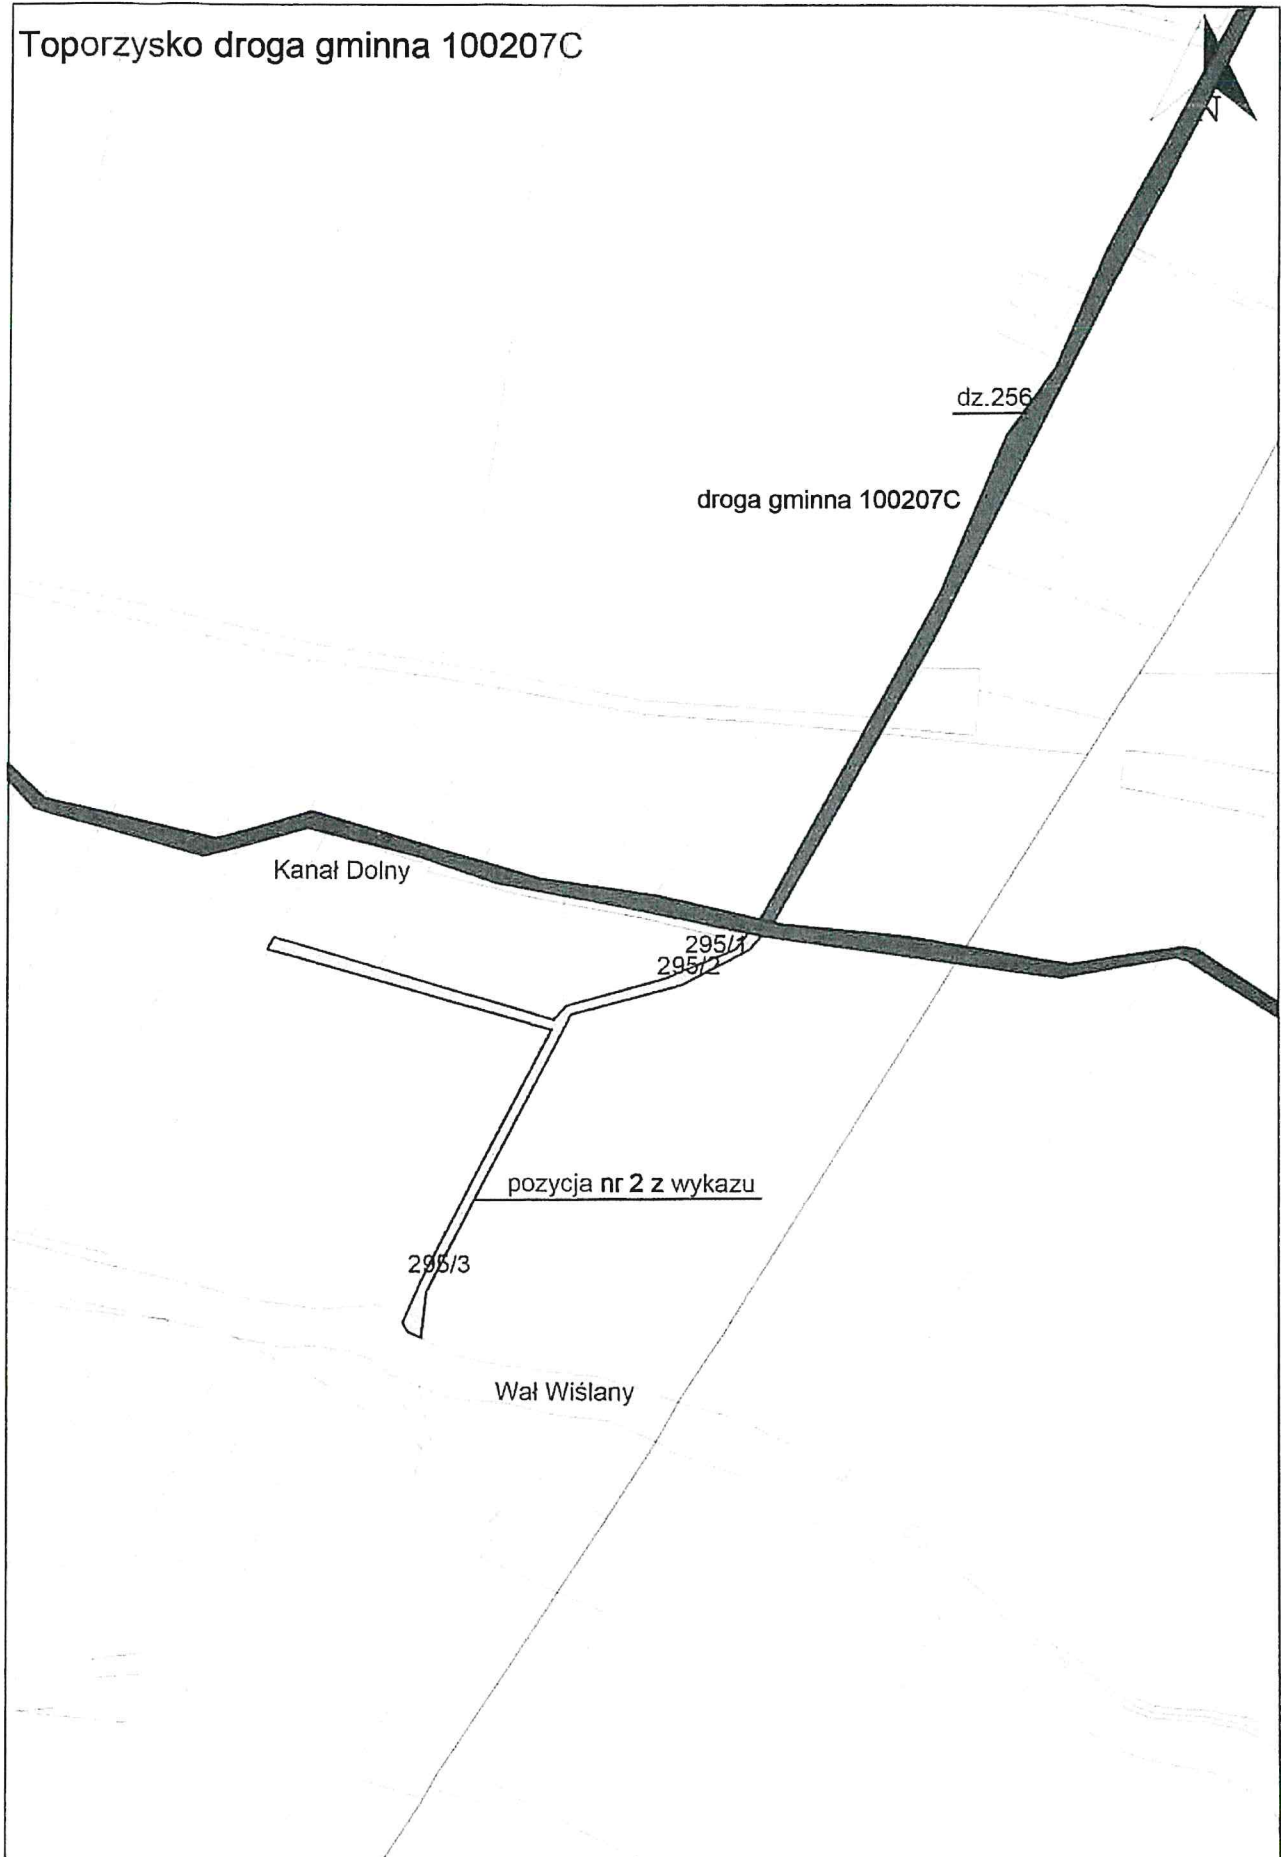 Toporzysko droga gminna 100207C
N
dz.256
droga gminna 100207C
Kanał Dolny
295/1
295/2
pozycja nr 2 z wykazu
295/3
Wał Wiślany